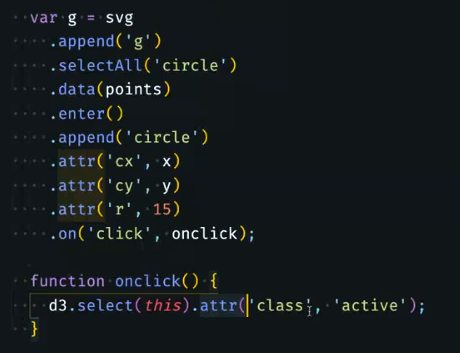 var g = svg
.append('g')
.selectAll('circle')
.data(points)
.enter()
.append('circle')
.attr('cx', x)
.attr('cy', y)
.attr('r', 15)
.on('click', onclick);
function onclick() {
d3.select(this).attr('class', 'active');
}